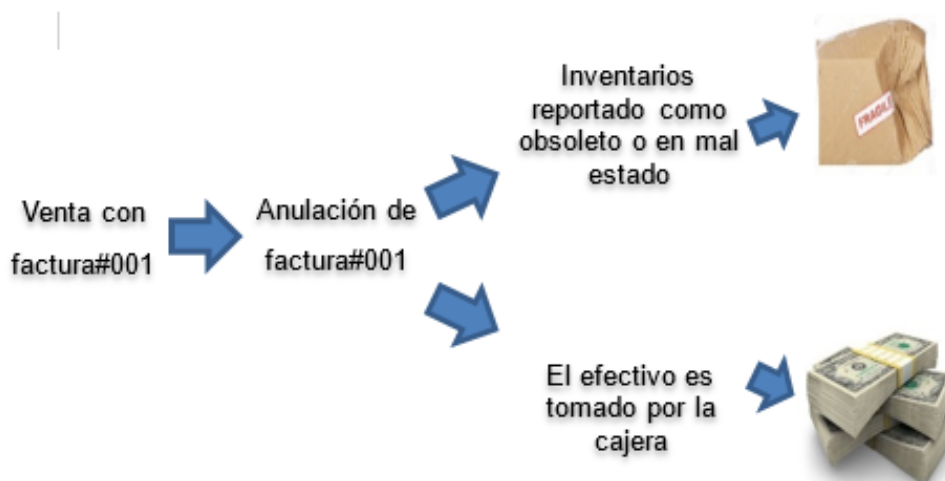 Venta con
factura#001
Anulación de
factura#001
Inventarios
reportado como
obsoleto o en mal
estado
FRAGILE
El efectivo es
tomado por la
cajera